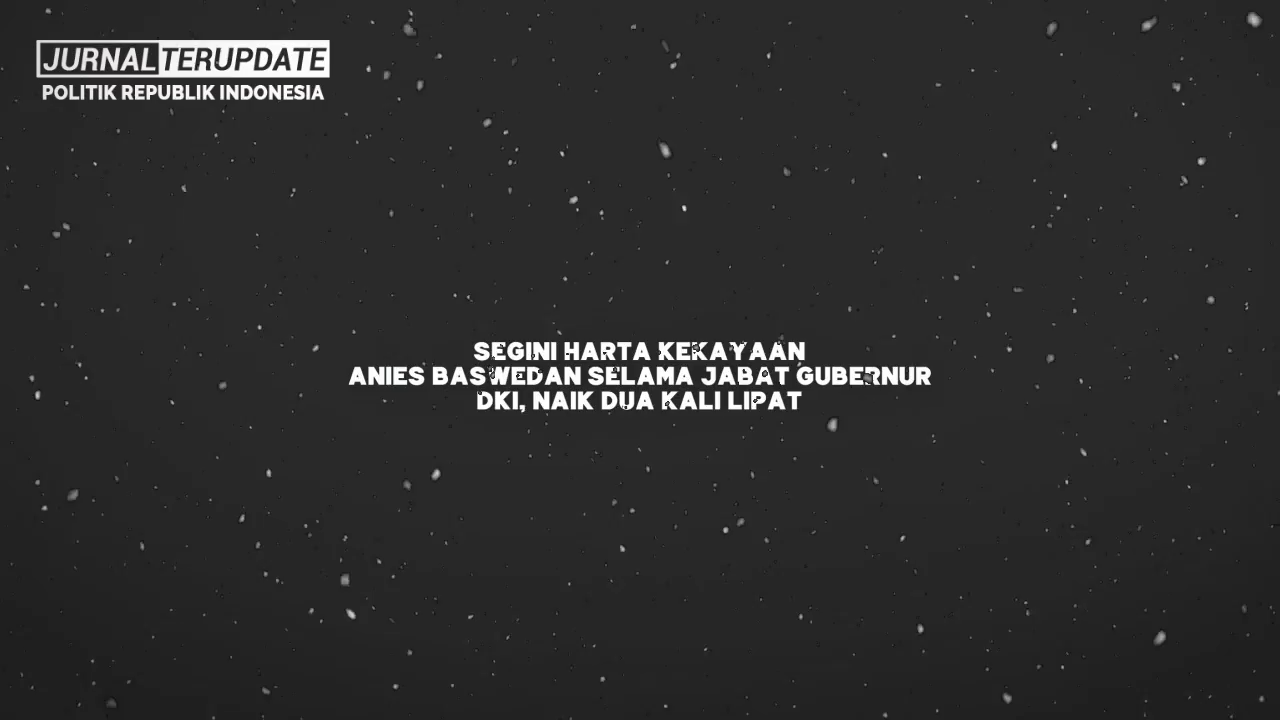 JURNALTERUPDATE
POLITIK REPUBLIK INDONESIA
SEGINI HARTA KEKAYAAN
ANIES BASWEDAN SELAMA JABAT GUBERNUR
DKI, NAIK DUA KALI LIPAT